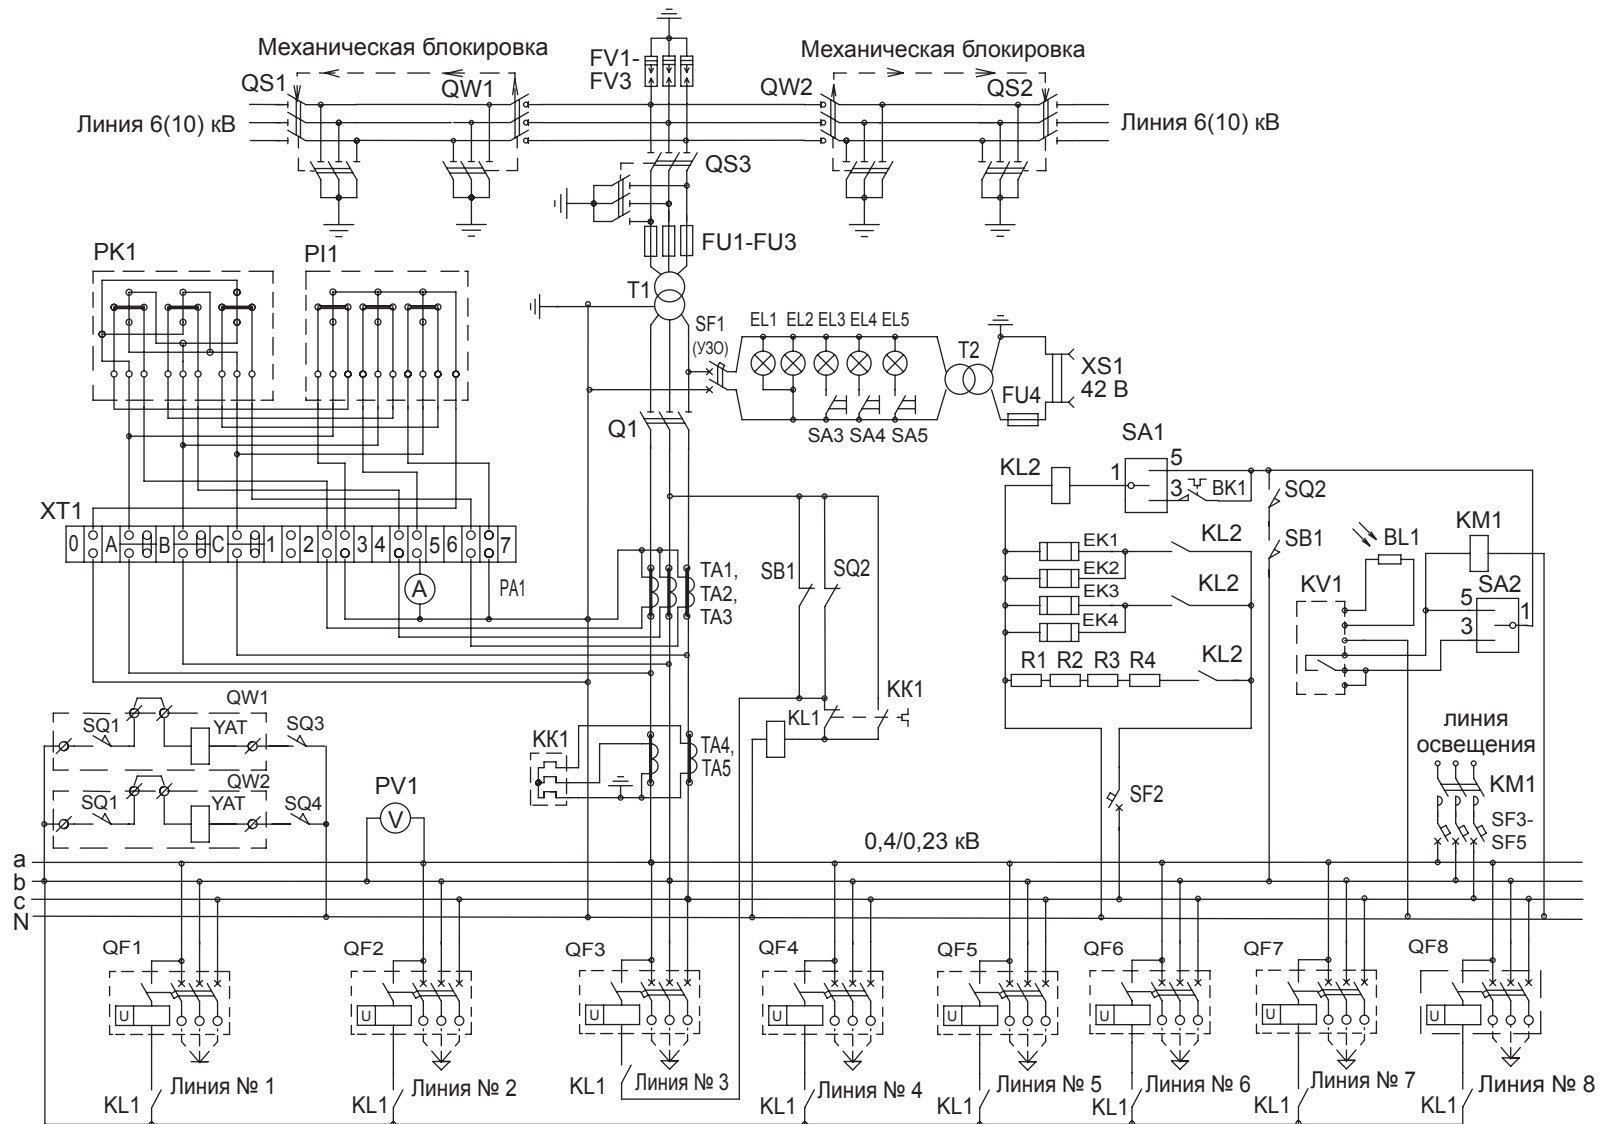 Механическая блокировка
FV1-
FV3
Механическая блокировка
QS1
QW1
QW2
QS2
Линия 6(10) кВ
Линия 6(10) кВ
QS3
FU1-FU3
PK1
PI1
T1
SF1
(УЗО)
EL1 EL2 EL3 EL4 EL5
T2
XS1
42 В
FU4
Q1
SA3 SA4 SA5
SA1
KL2
1
5
3
BK1
SQ2
XT1
0 A B C 1 2 3 4 5 6 7
A
PA1
TA1,
TA2,
TA3
SB1
SQ2
EK1
EK2
EK3
EK4
KL2
KL2
SB1
BL1
KM1
KV1
SA2
5
3
1
R1 R2 R3 R4
KL2
KL1
KK1
QW1
SQ1
YAT
SQ3
QW2
SQ1
YAT
SQ4
KK1
TA4,
TA5
PV1
V
SF2
линия
освещения
KM1
SF3-
SF5
0,4/0,23 кВ
a
b
c
N
QF1
QF2
QF3
QF4
QF5
QF6
QF7
QF8
U
U
U
U
U
U
U
U
KL1
Линия № 1
KL1
Линия № 2
KL1
Линия № 3
KL1
Линия № 4
KL1
Линия № 5
KL1
Линия № 6
KL1
Линия № 7
KL1
Линия № 8